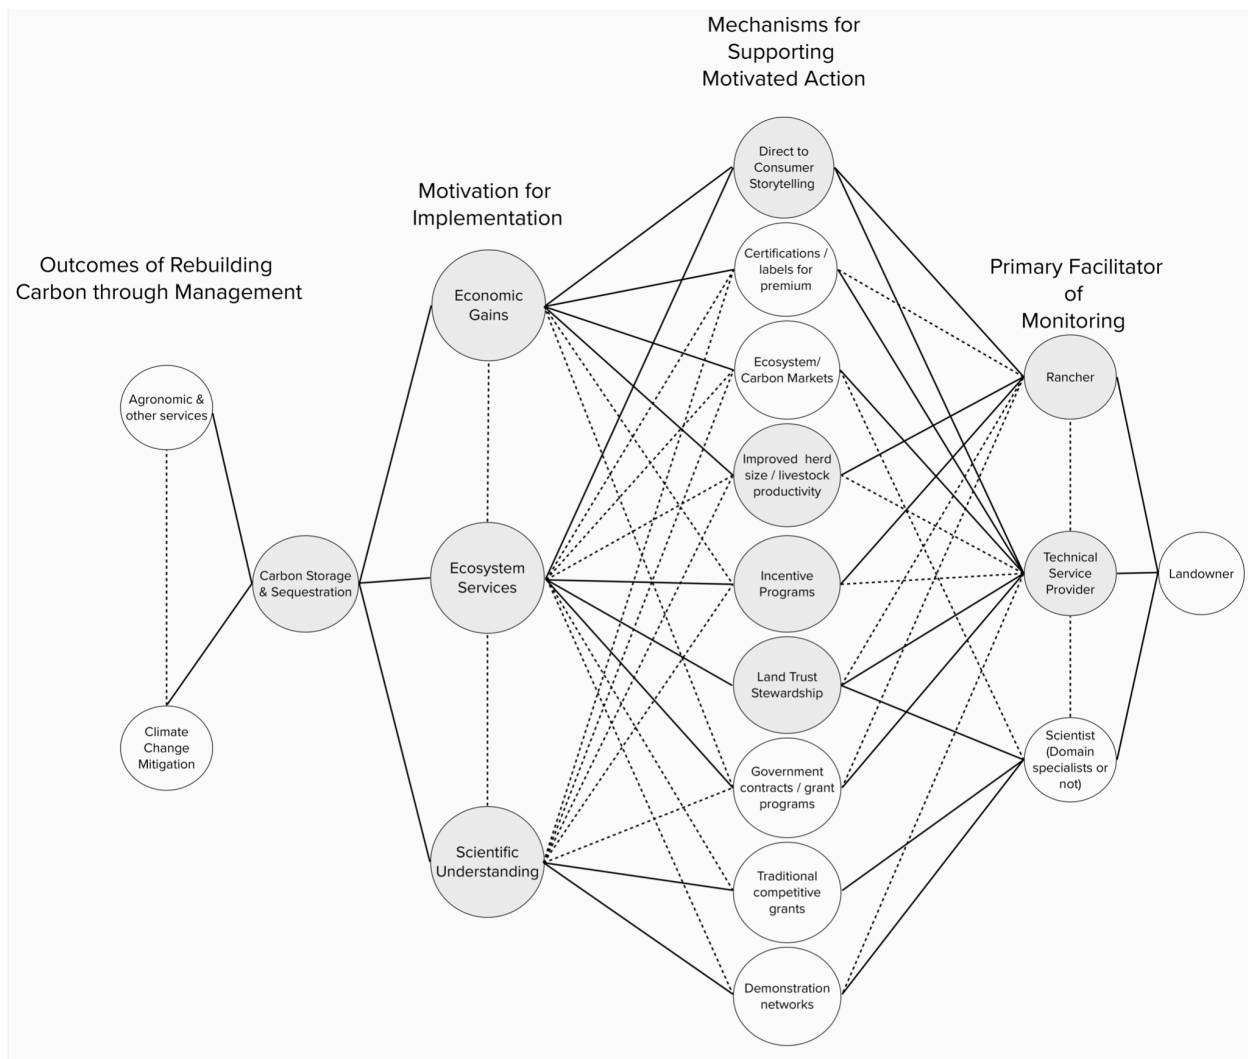 Mechanisms for
Supporting
Motivated Action
Direct to
Consumer
Storytelling
Motivation for
Implementation
Certifications /
labels for
premium
Outcomes of Rebuilding
Carbon through Management
Primary Facilitator
of
Monitoring
Economic
Gains
Ecosystem/
Carbon Markets
Rancher
Agronomic &
other services
Improved herd
size / livestock
productivity
Carbon Storage
& Sequestration
Ecosystem
Services
Incentive
Programs
Technical
Service
Provider
Landowner
Land Trust
Stewardship
Climate
Change
Mitigation
Scientist
(Domain
specialists or
not)
Government
contracts / grant
programs
Scientific
Understanding
Traditional
competitive
grants
Demonstration
networks